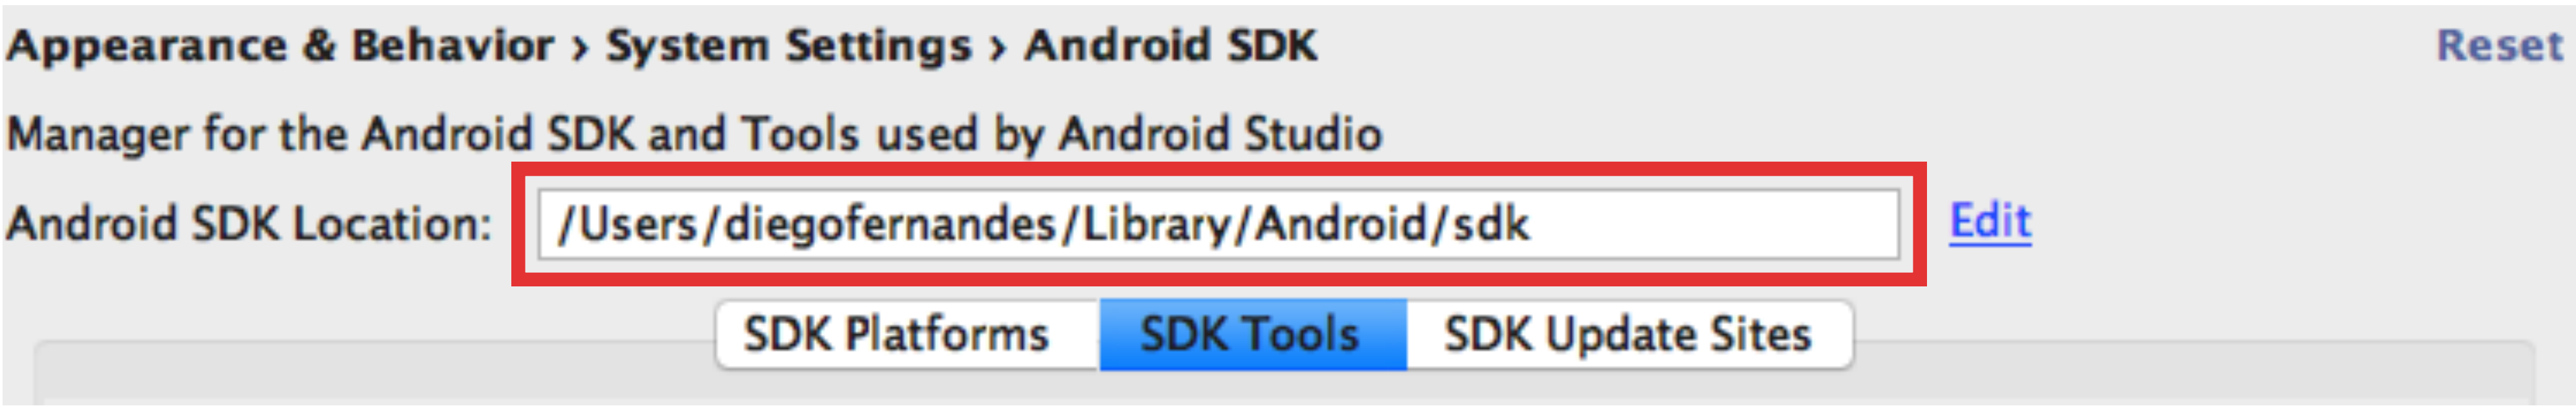 Appearance & Behavior › System Settings › Android SDK Reset
Manager for the Android SDK and Tools used by Android Studio
Android SDK Location: /Users/diegofernandes/Library/Android/sdk Edit
SDK Platforms SDK Tools SDK Update Sites